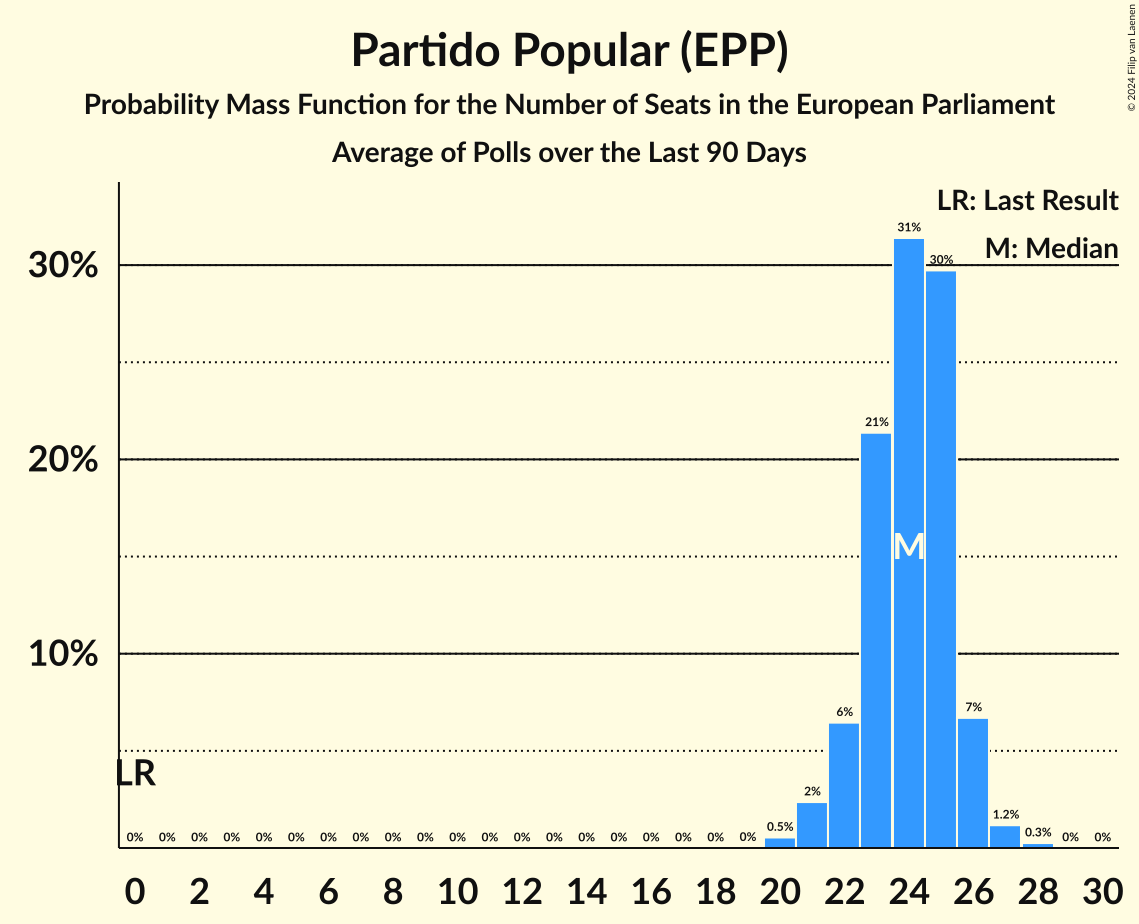 Partido Popular (EPP)
Probability Mass Function for the Number of Seats in the European Parliament
Average of Polls over the Last 90 Days
© 2024 Filip van Laenen
LR: Last Result
M: Median
30%
20%
10%
31%
30%
21%
M
6%
7%
LR
2%
0% 0% 0% 0% 0% 0% 0% 0% 0% 0% 0% 0% 0% 0% 0% 0% 0% 0% 0% 0% 0.5% 1.2% 0.3% 0% 0%
0 2 4 6 8 10 12 14 16 18 20 22 24 26 28 30